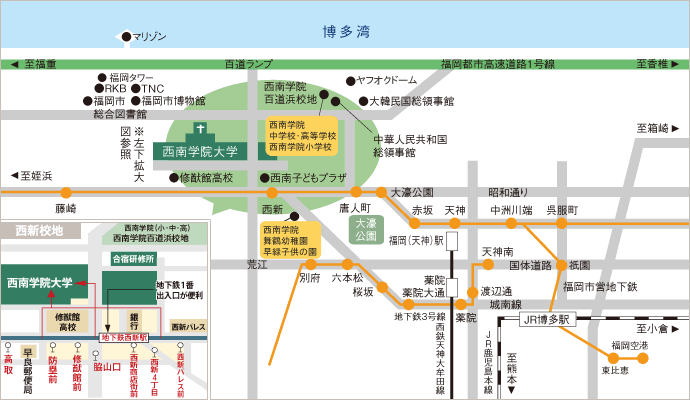 博多湾
マリゾン
◀ 至福重
百道ランプ
福岡都市高速道路1号線
至香椎 ▶
福岡タワー
RKB
TNC
福岡市
総合図書館
福岡市博物館
西南学院
百道浜校地
ヤフオクドーム
大韓民国総領事館
中華人民共和国
総領事館
至箱崎 ▶
※左下拡大
図参照
西南学院
中学校・高等学校
西南学院小学校
西南学院大学
◀至姪浜
修猷館高校
西南子どもプラザ
大濠公園
昭和通り
藤崎
西新
唐人町
赤坂
天神
中洲川端
呉服町
大濠
公園
西南学院
舞鶴幼稚園
早緑子供の園
福岡(天神)駅
天神南
荒江
別府
六本松
桜坂
薬院
薬院大通
渡辺通
国体道路
祇園
福岡市営地下鉄
城南線
地下鉄3号線
薬院
西鉄天神大牟田線
JR鹿児島本線
至熊本▼
JR博多駅
至小倉 ▶
福岡空港
東比恵
西新校地
西南学院(小・中・高)
西南学院百道浜校地
合宿研修所
西南学院大学
地下鉄1番
出入口が便利
修猷館
高校
銀行
西新パレス
地下鉄西新駅
高取
早良郵便局
防塁前
修猷館前
脇山口
西新商店街前
西新4丁目
西新パレス前